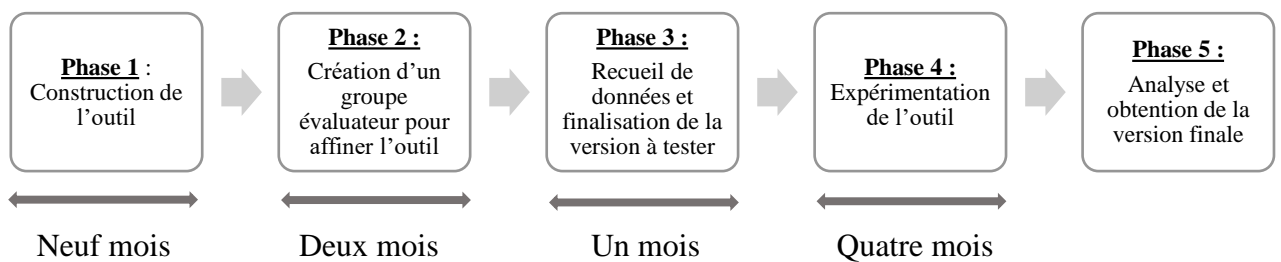 Phase 1 :
Construction de
l’outil
Phase 2 :
Création d’un
groupe
évaluateur pour
affiner l’outil
Phase 3 :
Recueil de
données et
finalisation de la
version à tester
Phase 4 :
Expérimentation
de l’outil
Phase 5 :
Analyse et
obtention de la
version finale
Neuf mois
Deux mois
Un mois
Quatre mois